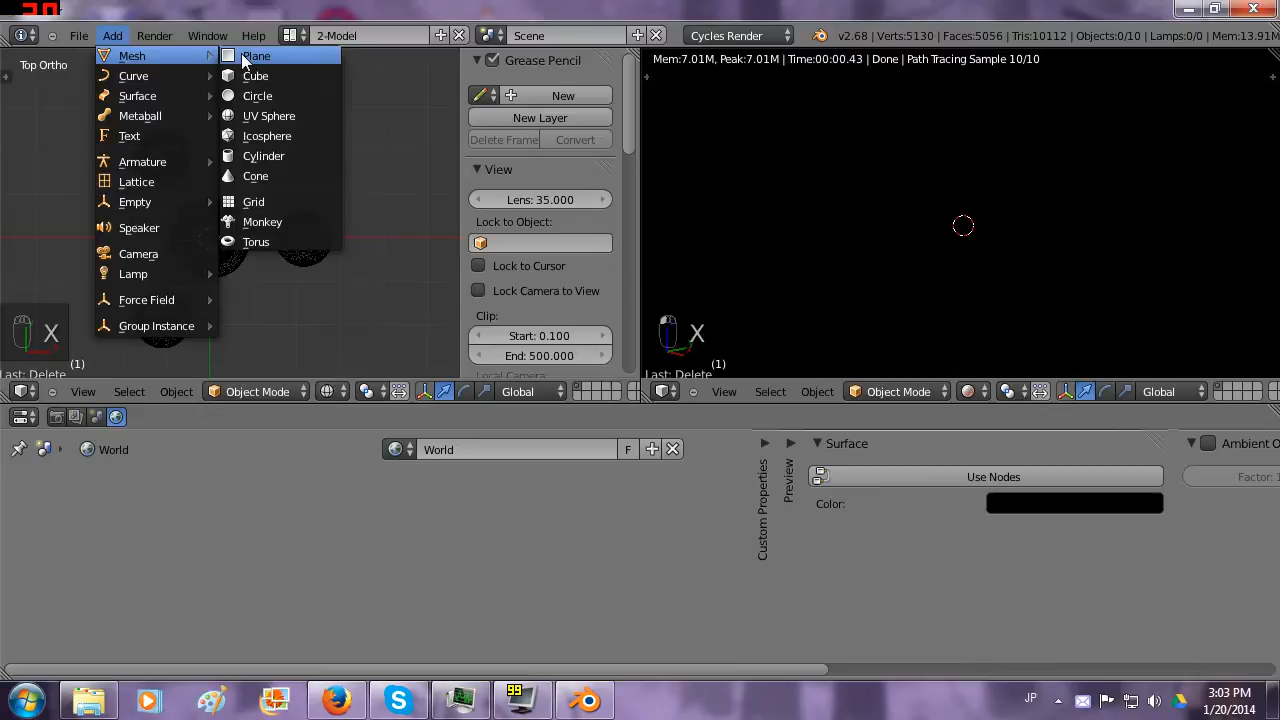 File Add Render Window Help 2-Model Scene Cycles Render v2.68 | Verts:5130 | Faces:5056 | Tris:10112 | Objects:0/10 | Lamps:0/0 | Mem:13.91M
Top Ortho
Mesh
Curve
Surface
Metaball
Text
Armature
Lattice
Empty
Speaker
Camera
Lamp
Force Field
Group Instance
Plane
Cube
Circle
UV Sphere
Icosphere
Cylinder
Cone
Grid
Monkey
Torus
Grease Pencil
New
New Layer
Delete Frame Convert
View
Lens: 35.000
Lock to Object:
Lock to Cursor
Lock Camera to View
Clip:
Start: 0.100
End: 500.000
Mem:7.01M, Peak:7.01M | Time:00:00.43 | Done | Path Tracing Sample 10/10
X
(1)
Last: Delete
X
(1)
Last: Delete
View Select Object Object Mode Global
View Select Object Object Mode Global
World World F
Custom Properties
Preview
Surface
Use Nodes
Color:
Ambient O
Factor: 1
99
JP
3:03 PM
1/20/2014